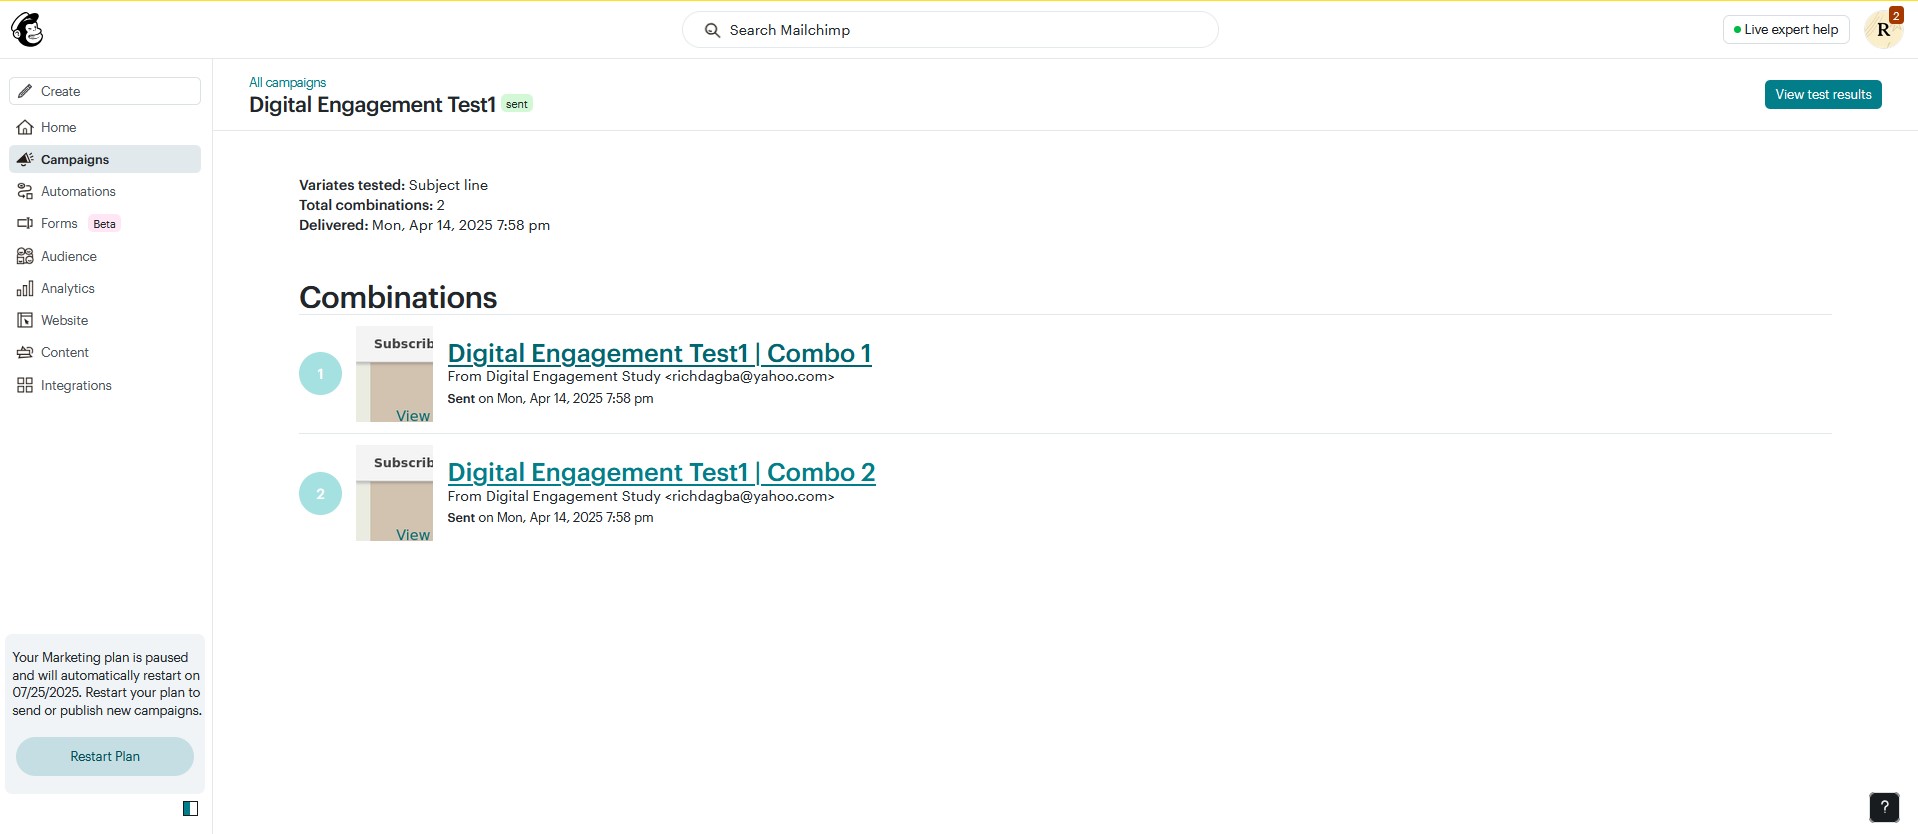 Search Mailchimp
Live expert help
R
2
Create
Home
Campaigns
Automations
Forms Beta
Audience
Analytics
Website
Content
Integrations
Your Marketing plan is paused
and will automatically restart on
07/25/2025. Restart your plan to
send or publish new campaigns.
Restart Plan
All campaigns
Digital Engagement Test1 sent
View test results
Variates tested: Subject line
Total combinations: 2
Delivered: Mon, Apr 14, 2025 7:58 pm
Combinations
1
Subscrib
View
Digital Engagement Test1 | Combo 1
From Digital Engagement Study <richdagba@yahoo.com>
Sent on Mon, Apr 14, 2025 7:58 pm
2
Subscrib
View
Digital Engagement Test1 | Combo 2
From Digital Engagement Study <richdagba@yahoo.com>
Sent on Mon, Apr 14, 2025 7:58 pm
?